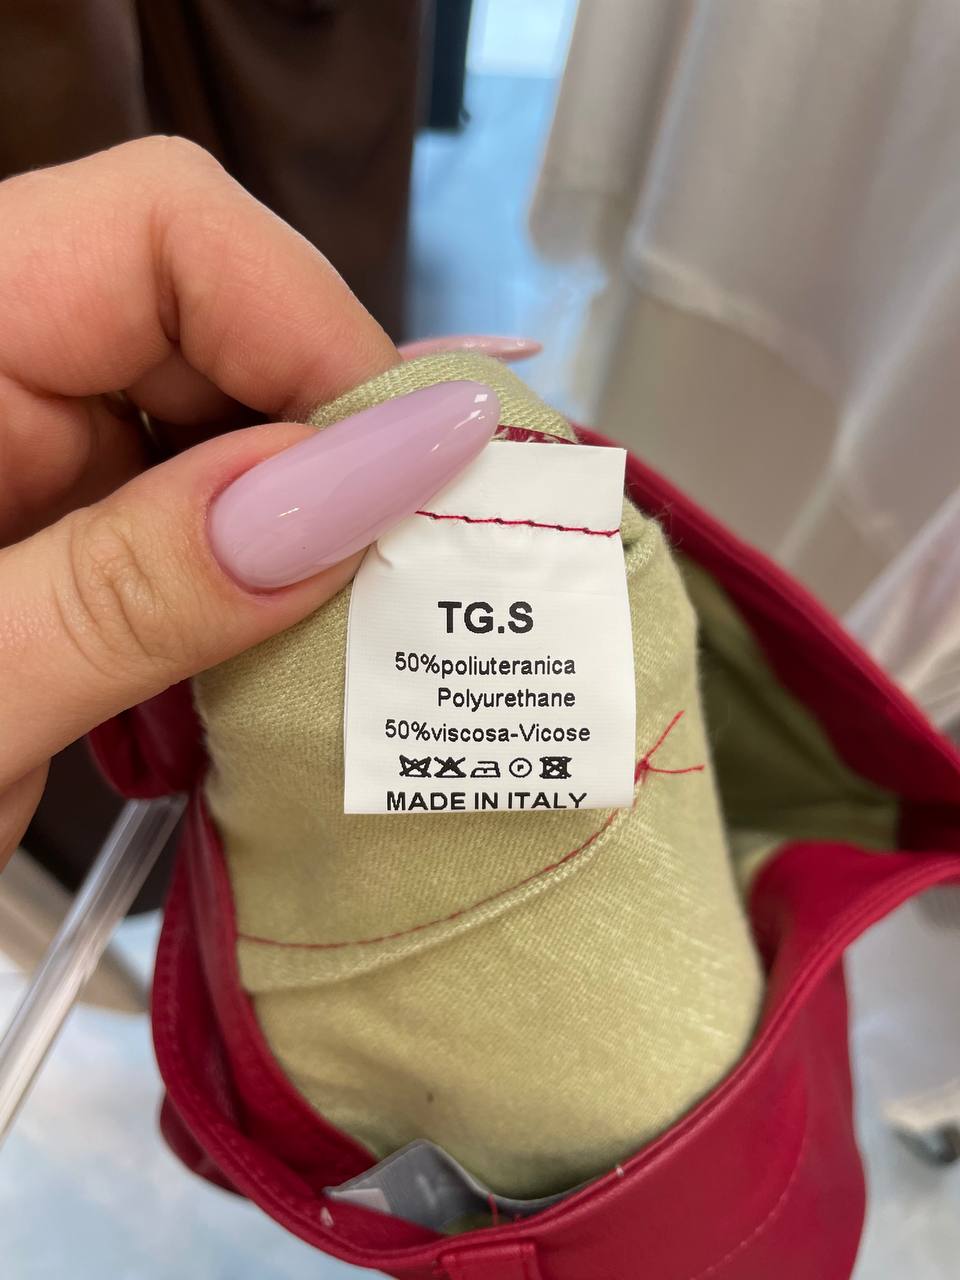 TG.S
50%poliuteranica
Polyurethane
50%viscosa-Vicose
MADE IN ITALY